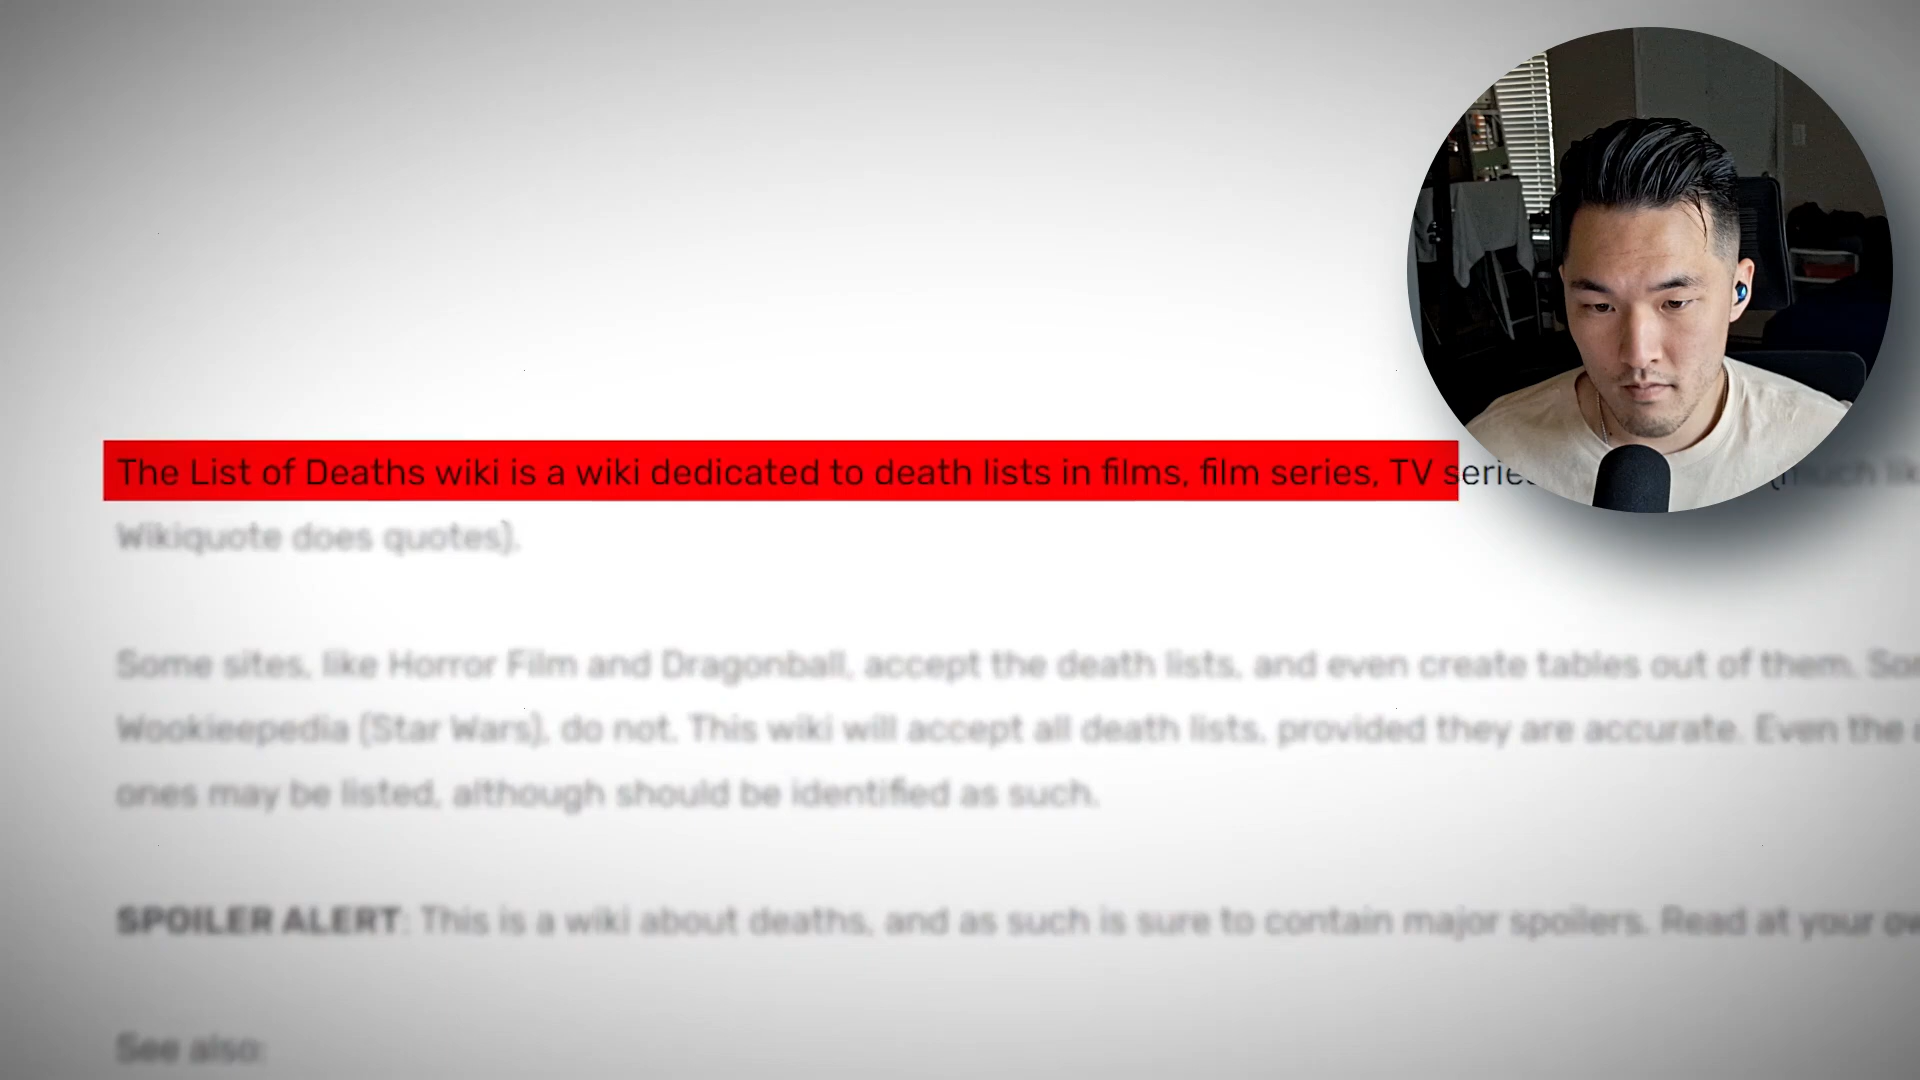 The List of Deaths wiki is a wiki dedicated to death lists in films, film series, TV series (much
Wikiquote does quotes).
Some sites, like Horror Film and Dragonball, accept the death lists, and even create tables out of them.
Wookieepedia (Star Wars), do not. This wiki will accept all death lists, provided they are accurate. Even the
ones may be listed, although should be identified as such.
SPOILER ALERT: This is a wiki about deaths, and as such is sure to contain major spoilers. Read at your
See also: